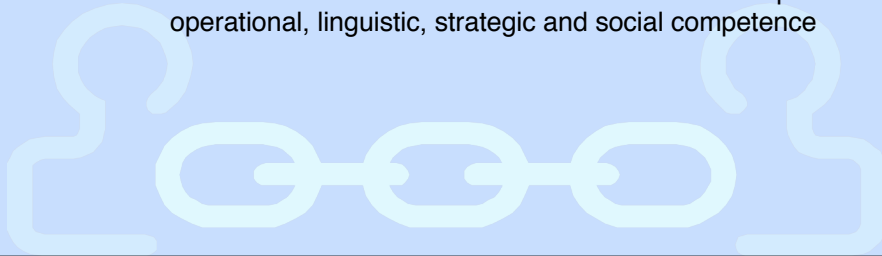 operational, linguistic, strategic and social competence